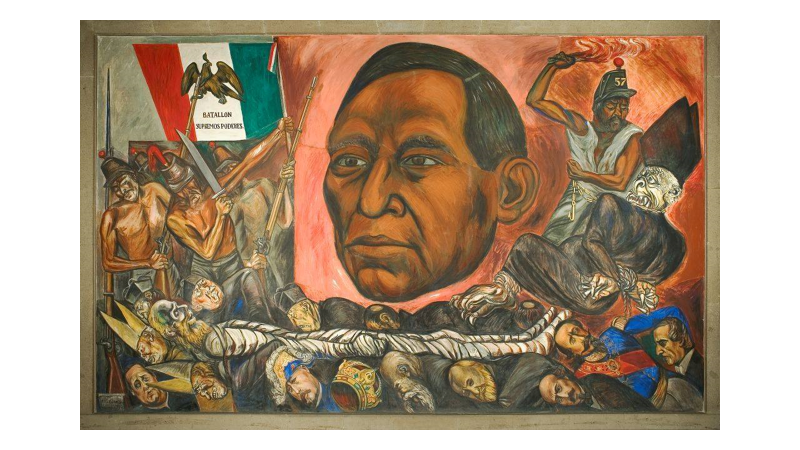 BATALLON
SUPREMOS PODERES.
57